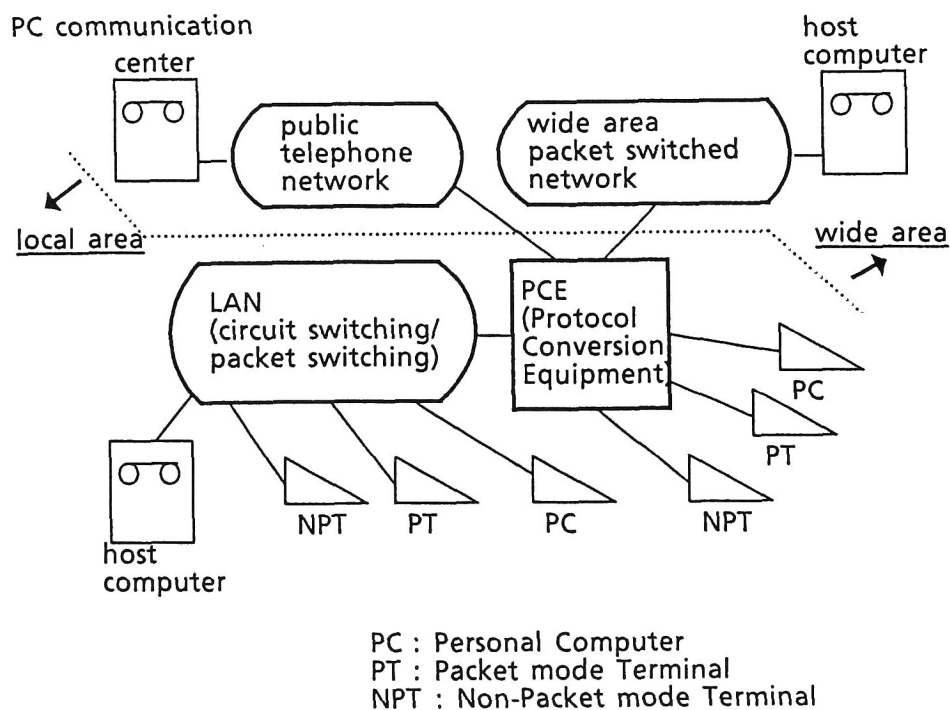 PC communication
center
host
computer
public
telephone
network
wide area
packet switched
network
local area
wide area
LAN
(circuit switching/
packet switching)
PCE
(Protocol
Conversion
Equipment)
PC
PT
NPT
PT
PC
NPT
host
computer
PC : Personal Computer
PT : Packet mode Terminal
NPT : Non-Packet mode Terminal